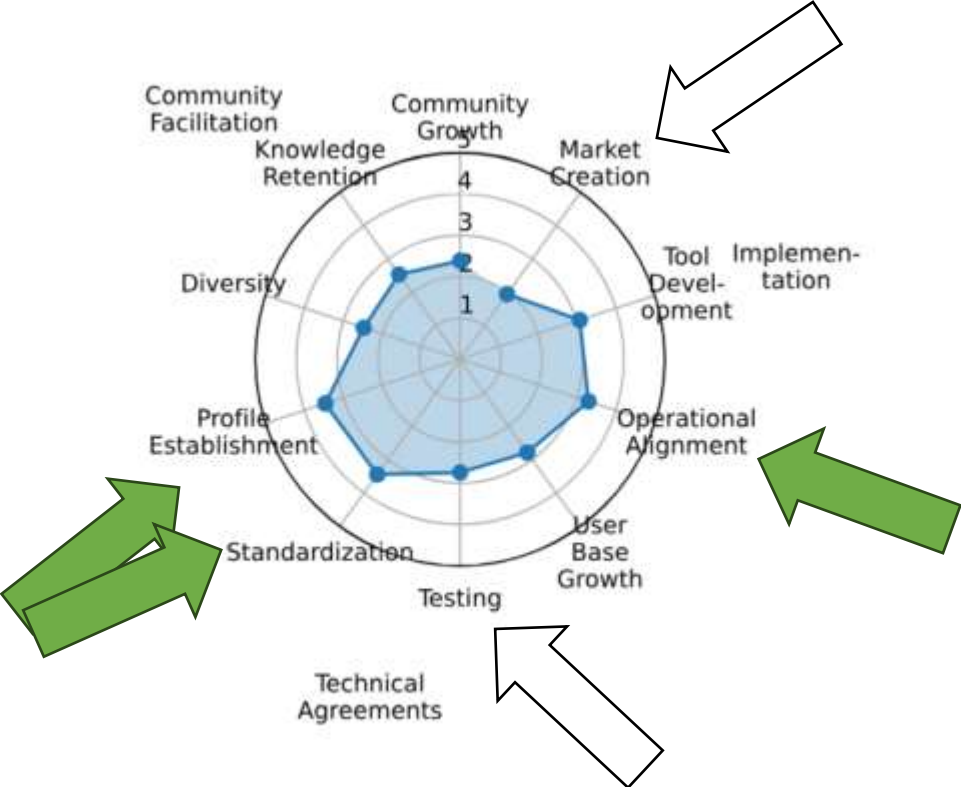 Community
Facilitation
Community
Growth
Knowledge
Retention
Market
Creation
5
4
3
2
1
Diversity
Tool
Devel-
opment
Implemen-
tation
Profile
Establishment
Operational
Alignment
Standardization
User
Base
Growth
Testing
Technical
Agreements